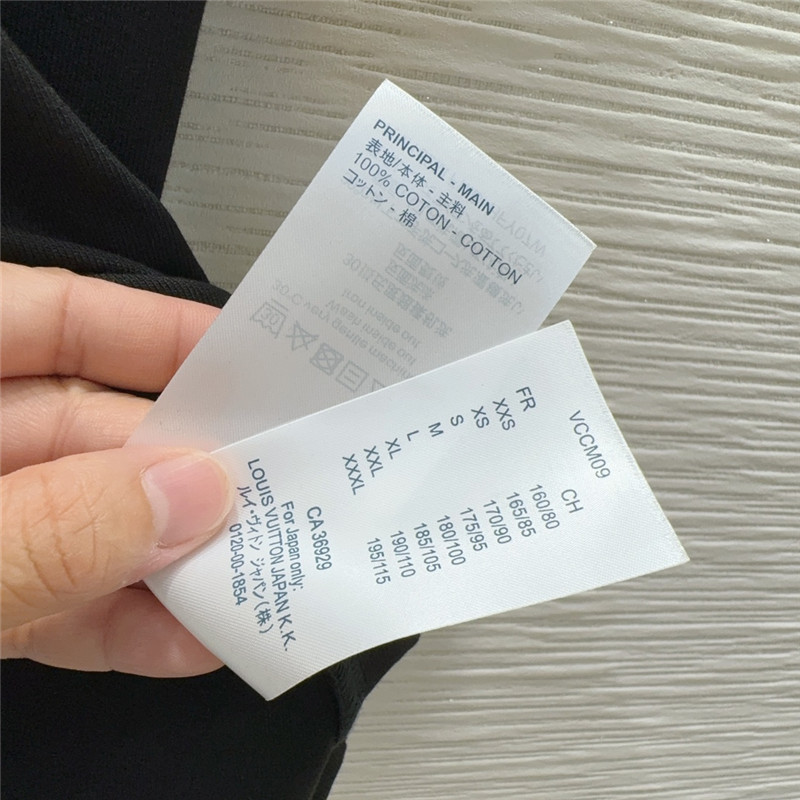 PRINCIPAL - MAIN
表地/本体 - 主料
100% COTON - COTTON
コットン - 棉
VCCM09
FR CH
XXS 160/80
XS 165/85
S 170/90
M 175/95
L 180/100
XL 185/105
XXL 190/110
XXXL 195/115
CA 36929
For Japan only:
LOUIS VUITTON JAPAN K.K.
ルイ・ヴィトン ジャパン(株)
0120-00-1854